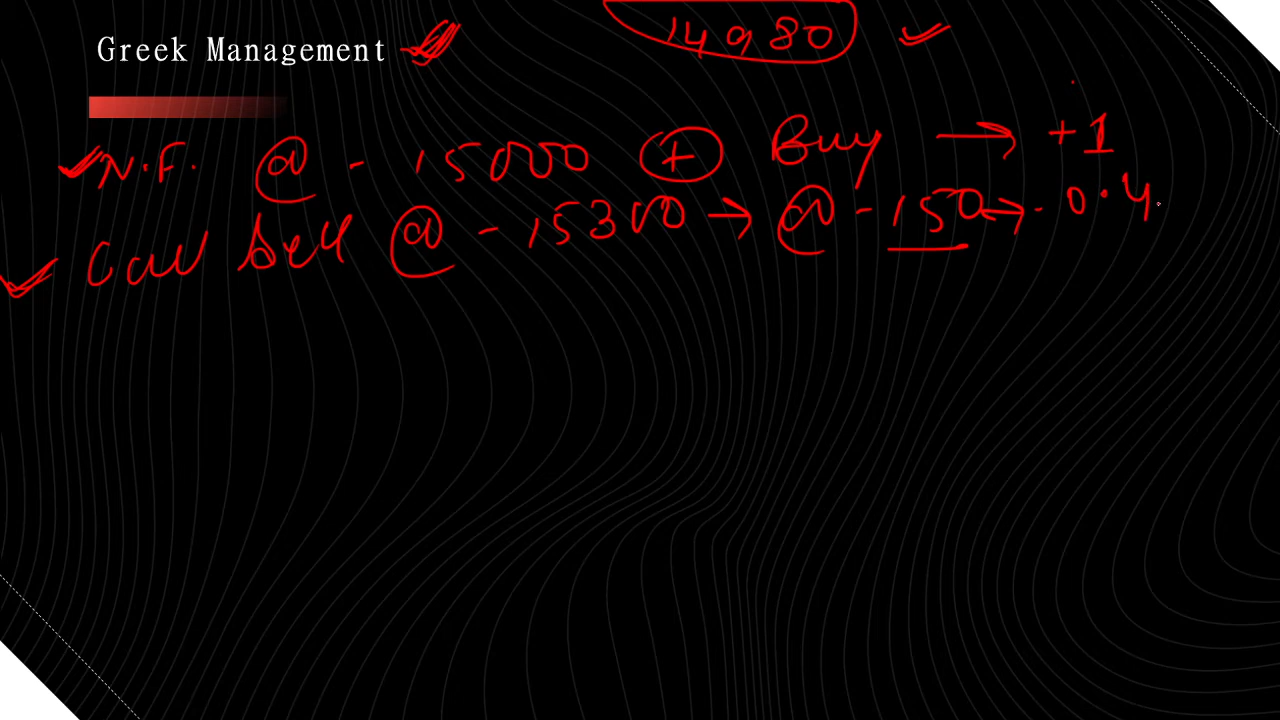 14980
Greek Management
N.F. @ - 15000 + Buy → +1
Call Sell @ - 15300 → @ - 150 → - 0.4